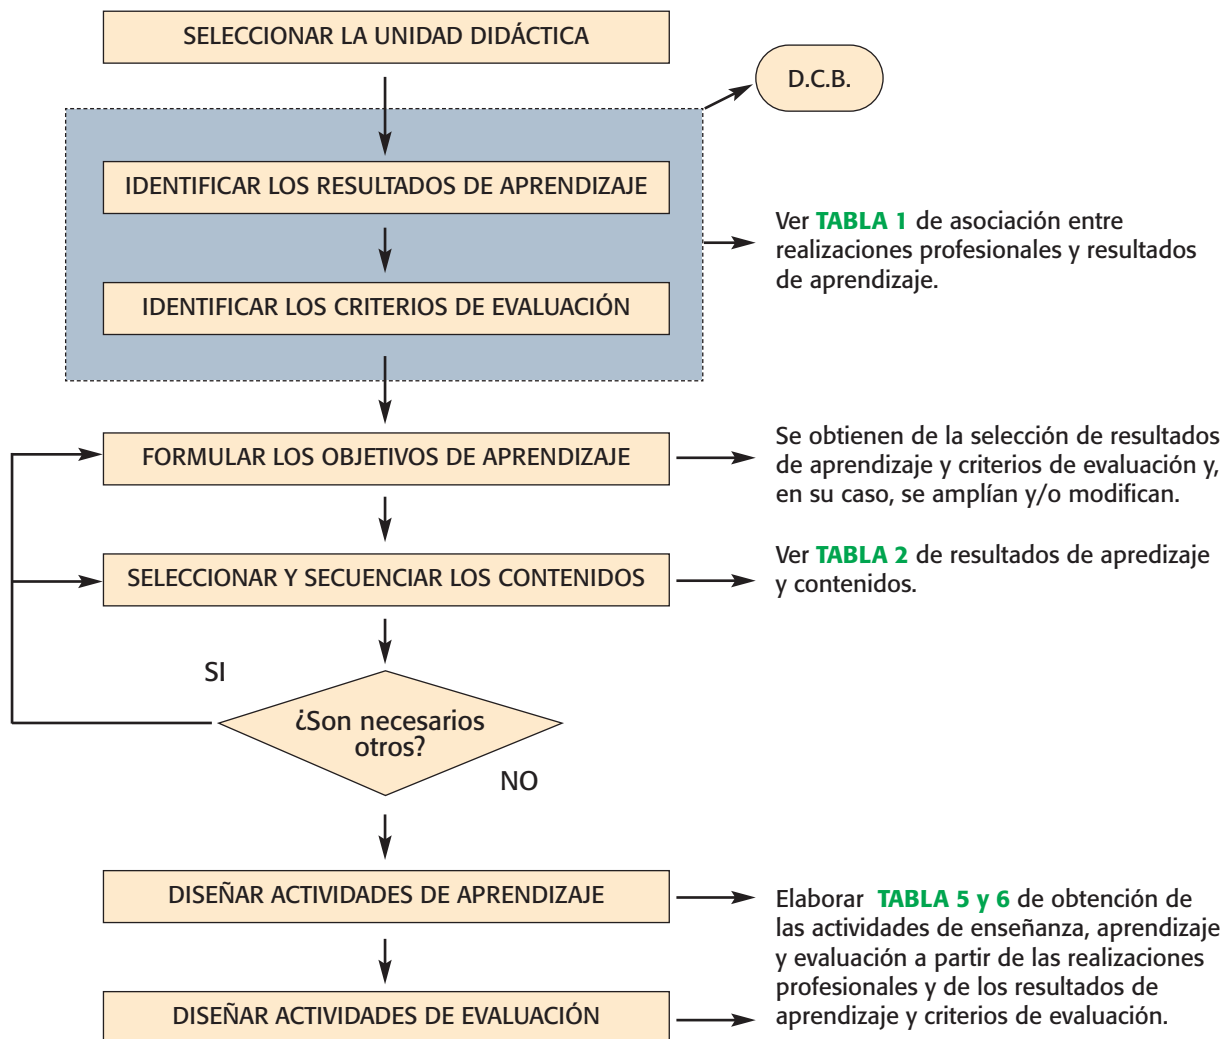 SELECCIONAR LA UNIDAD DIDÁCTICA
D.C.B.
IDENTIFICAR LOS RESULTADOS DE APRENDIZAJE
Ver TABLA 1 de asociación entre
realizaciones profesionales y resultados
de aprendizaje.
IDENTIFICAR LOS CRITERIOS DE EVALUACIÓN
FORMULAR LOS OBJETIVOS DE APRENDIZAJE
Se obtienen de la selección de resultados
de aprendizaje y criterios de evaluación y,
en su caso, se amplían y/o modifican.
SELECCIONAR Y SECUENCIAR LOS CONTENIDOS
Ver TABLA 2 de resultados de apredizaje
y contenidos.
SI
¿Son necesarios
otros?
NO
DISEÑAR ACTIVIDADES DE APRENDIZAJE
Elaborar TABLA 5 y 6 de obtención de
las actividades de enseñanza, aprendizaje
y evaluación a partir de las realizaciones
profesionales y de los resultados de
aprendizaje y criterios de evaluación.
DISEÑAR ACTIVIDADES DE EVALUACIÓN